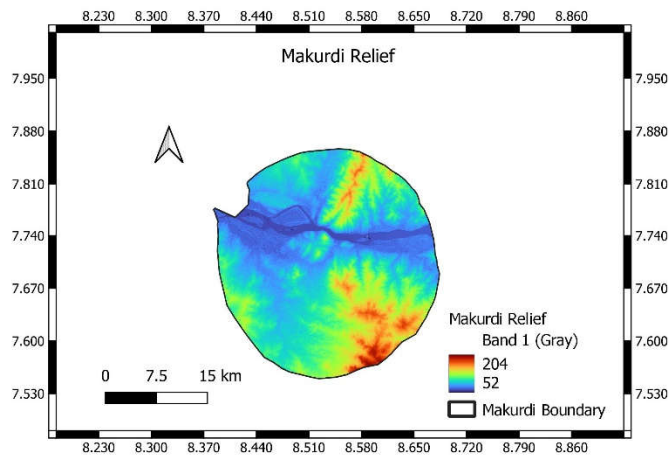 8.230 8.300 8.370 8.440 8.510 8.580 8.650 8.720 8.790 8.860
Makurdi Relief
7.950 7.950
7.880 7.880
7.810 7.810
7.740 7.740
7.670 7.670
Makurdi Relief
Band 1 (Gray)
7.600 7.600
204
52
0 7.5 15 km
7.530 7.530
Makurdi Boundary
8.230 8.300 8.370 8.440 8.510 8.580 8.650 8.720 8.790 8.860